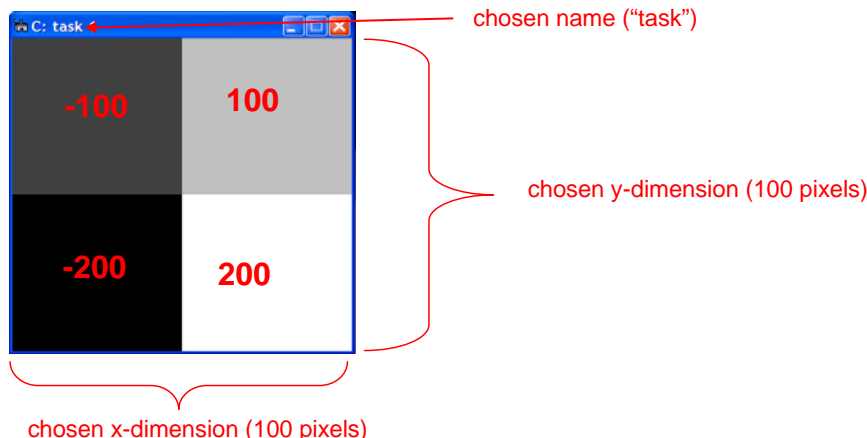 chosen name (“task”)
C: task
-100
100
chosen y-dimension (100 pixels)
-200
200
chosen x-dimension (100 pixels)